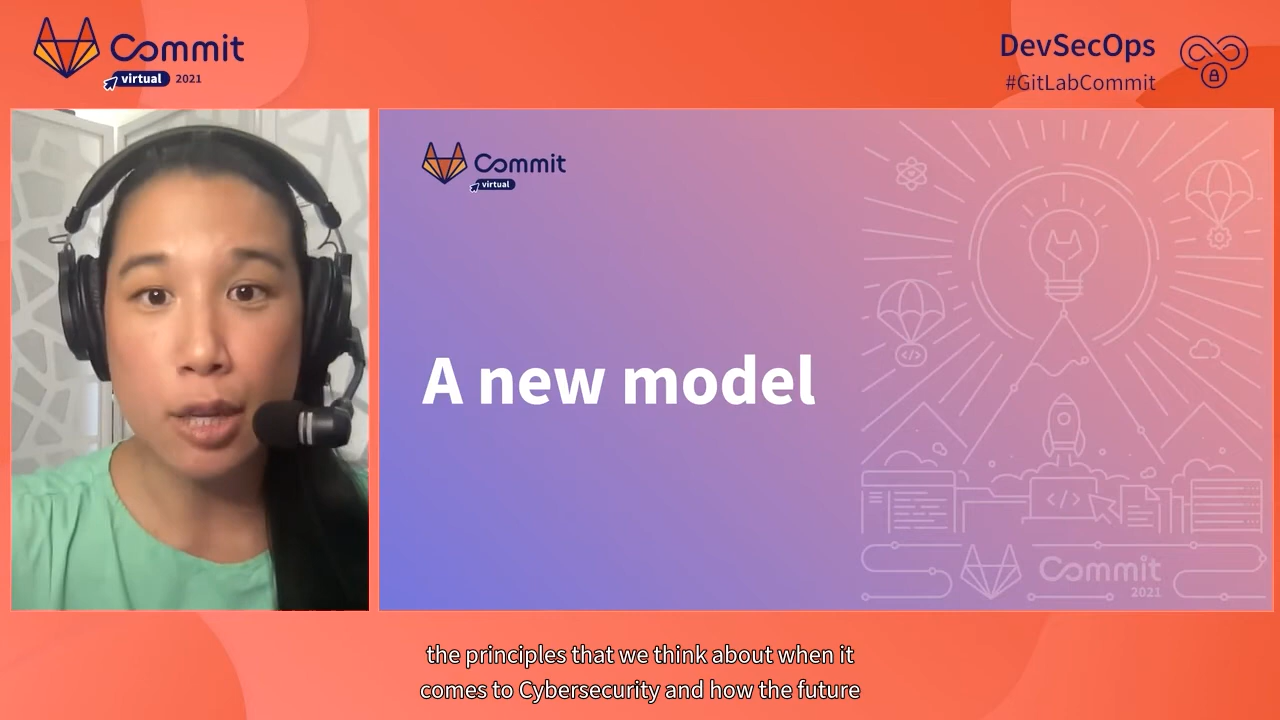 Commit
virtual 2021
DevSecOps
#GitLabCommit
Commit
virtual
A new model
</>
</>
Commit
2021
the principles that we think about when it
comes to Cybersecurity and how the future